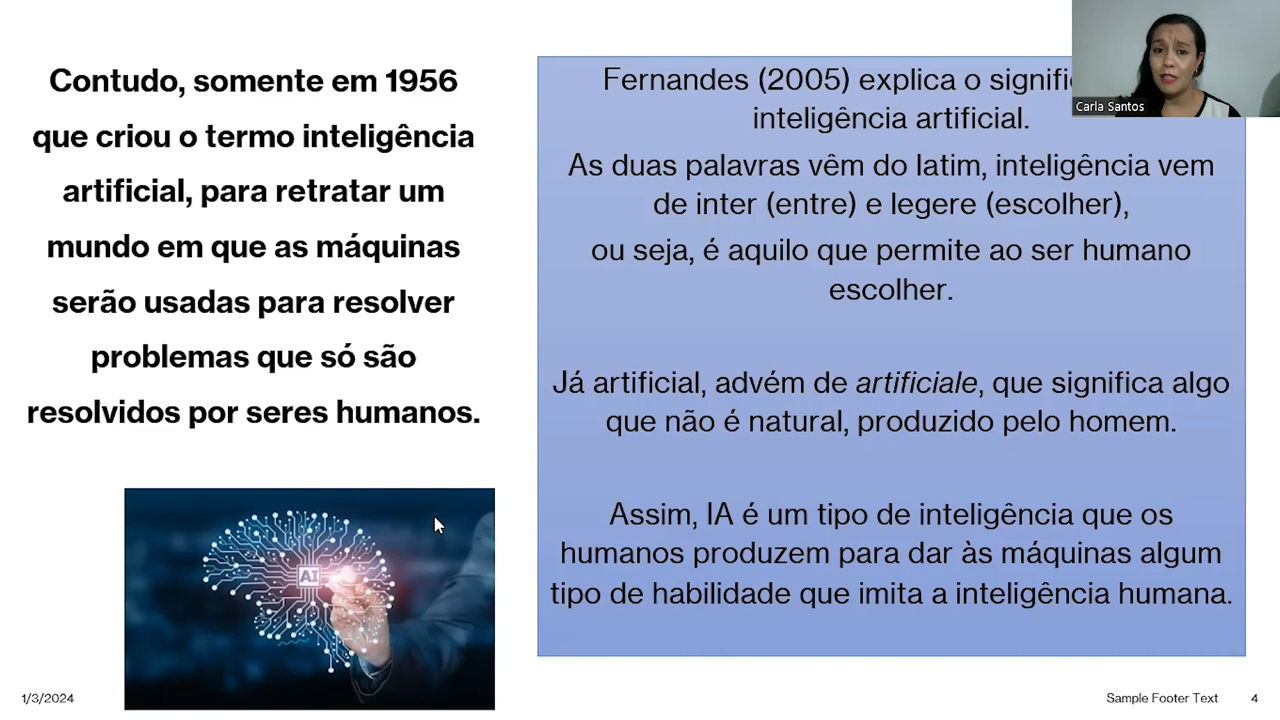 Contudo, somente em 1956
que criou o termo inteligência
artificial, para retratar um
mundo em que as máquinas
serão usadas para resolver
problemas que só são
resolvidos por seres humanos.
Fernandes (2005) explica o
inteligência artificial.
As duas palavras vêm do latim, inteligência vem
de inter (entre) e legere (escolher),
ou seja, é aquilo que permite ao ser humano
escolher.
Já artificial, advém de artificiale, que significa algo
que não é natural, produzido pelo homem.
Assim, IA é um tipo de inteligência que os
humanos produzem para dar às máquinas algum
tipo de habilidade que imita a inteligência humana.
Carla Santos
AI
1/3/2024
Sample Footer Text
4